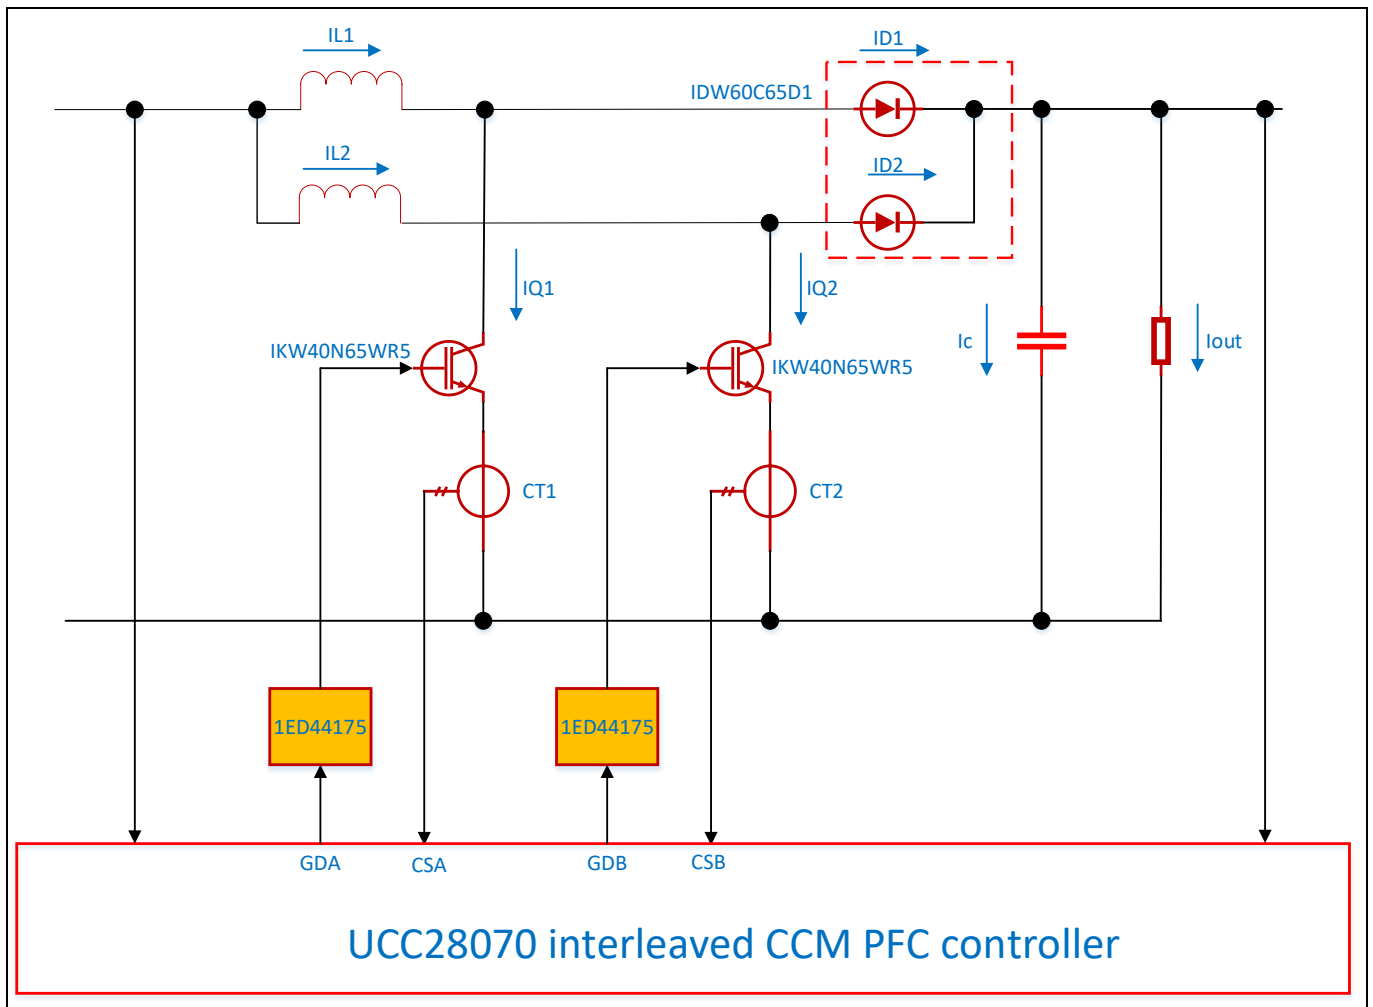 IL1
ID1
IDW60C65D1
IL2
ID2
IQ1
IQ2
Ic
Iout
IKW40N65WR5
IKW40N65WR5
CT1
CT2
1ED44175
1ED44175
GDA
CSA
GDB
CSB
UCC28070 interleaved CCM PFC controller